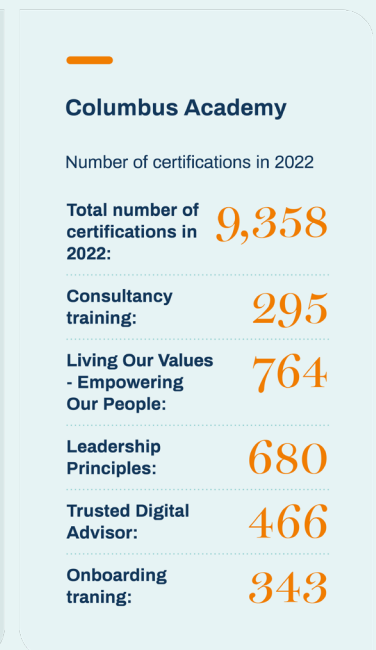 Columbus Academy
Number of certifications in 2022
Total number of
certifications in
2022:
9,358
Consultancy
training:
295
Living Our Values
- Empowering
Our People:
764
Leadership
Principles:
680
Trusted Digital
Advisor:
466
Onboarding
traning:
343